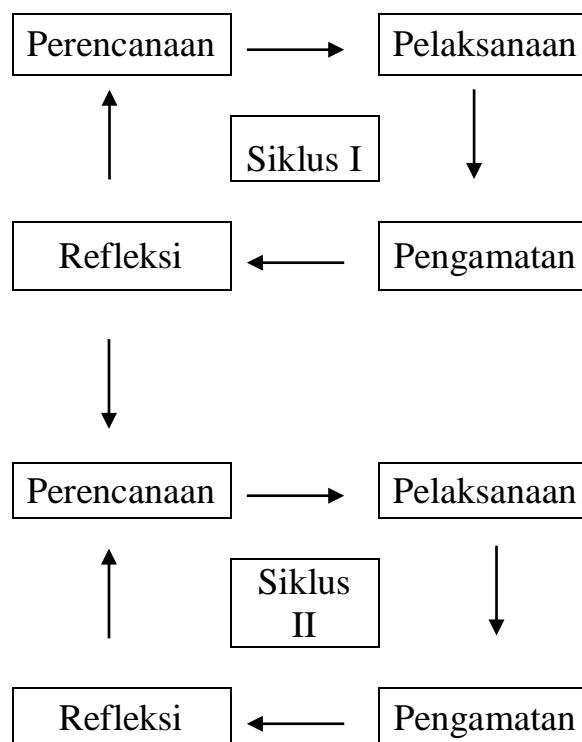 Perencanaan
Pelaksanaan
Siklus I
Refleksi
Pengamatan
Perencanaan
Pelaksanaan
Siklus
II
Refleksi
Pengamatan